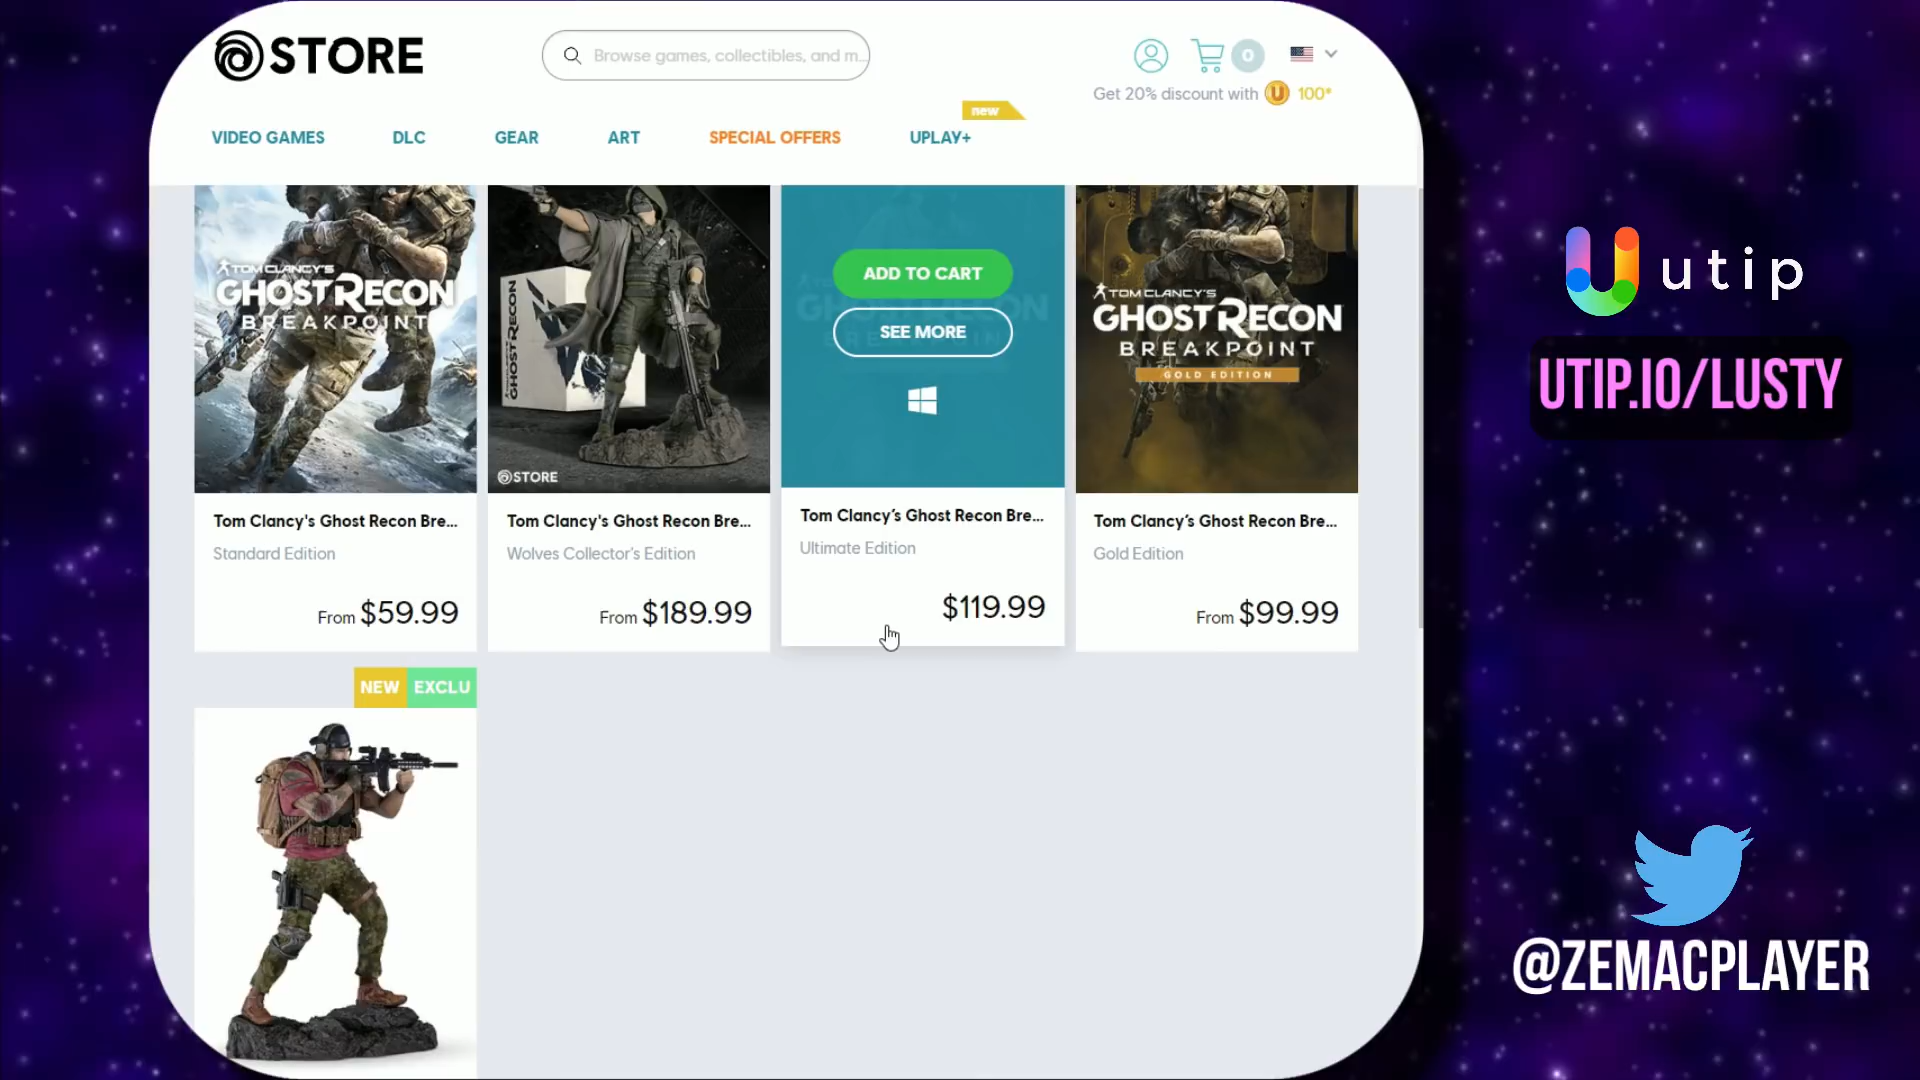 STORE
Browse games, collectibles, and m...
0
Get 20% discount with U 100*
new
VIDEO GAMES
DLC
GEAR
ART
SPECIAL OFFERS
UPLAY+
TOM CLANCY'S
GHOST RECON
BREAKPOINT
GHOST RECON
STORE
ADD TO CART
SEE MORE
TOM CLANCY'S
GHOST RECON
BREAKPOINT
GOLD EDITION
Tom Clancy's Ghost Recon Bre...
Standard Edition
From $59.99
Tom Clancy's Ghost Recon Bre...
Wolves Collector's Edition
From $189.99
Tom Clancy's Ghost Recon Bre...
Ultimate Edition
$119.99
Tom Clancy's Ghost Recon Bre...
Gold Edition
From $99.99
NEW EXCLU
utip
UTIP.IO/LUSTY
@ZEMACPLAYER